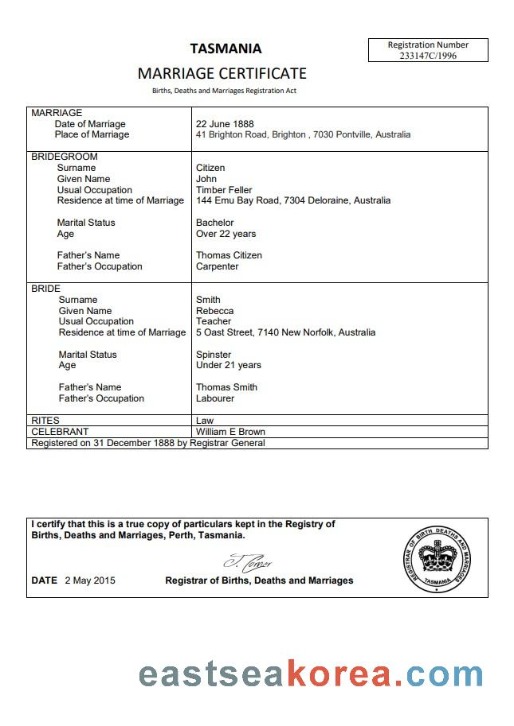 TASMANIA
Registration Number
233147C/1996
MARRIAGE CERTIFICATE
Births, Deaths and Marriages Registration Act
MARRIAGE
Date of Marriage 22 June 1888
Place of Marriage 41 Brighton Road, Brighton , 7030 Pontville, Australia
BRIDEGROOM
Surname Citizen
Given Name John
Usual Occupation Timber Feller
Residence at time of Marriage 144 Emu Bay Road, 7304 Deloraine, Australia
Marital Status Bachelor
Age Over 22 years
Father's Name Thomas Citizen
Father's Occupation Carpenter
BRIDE
Surname Smith
Given Name Rebecca
Usual Occupation Teacher
Residence at time of Marriage 5 Oast Street, 7140 New Norfolk, Australia
Marital Status Spinster
Age Under 21 years
Father's Name Thomas Smith
Father's Occupation Labourer
RITES Law
CELEBRANT William E Brown
Registered on 31 December 1888 by Registrar General
I certify that this is a true copy of particulars kept in the Registry of
Births, Deaths and Marriages, Perth, Tasmania.
DATE 2 May 2015 Registrar of Births, Deaths and Marriages
REGISTRAR OF BIRTH DEATHS AND MARRIAGES
TASMANIA
eastseakorea.com